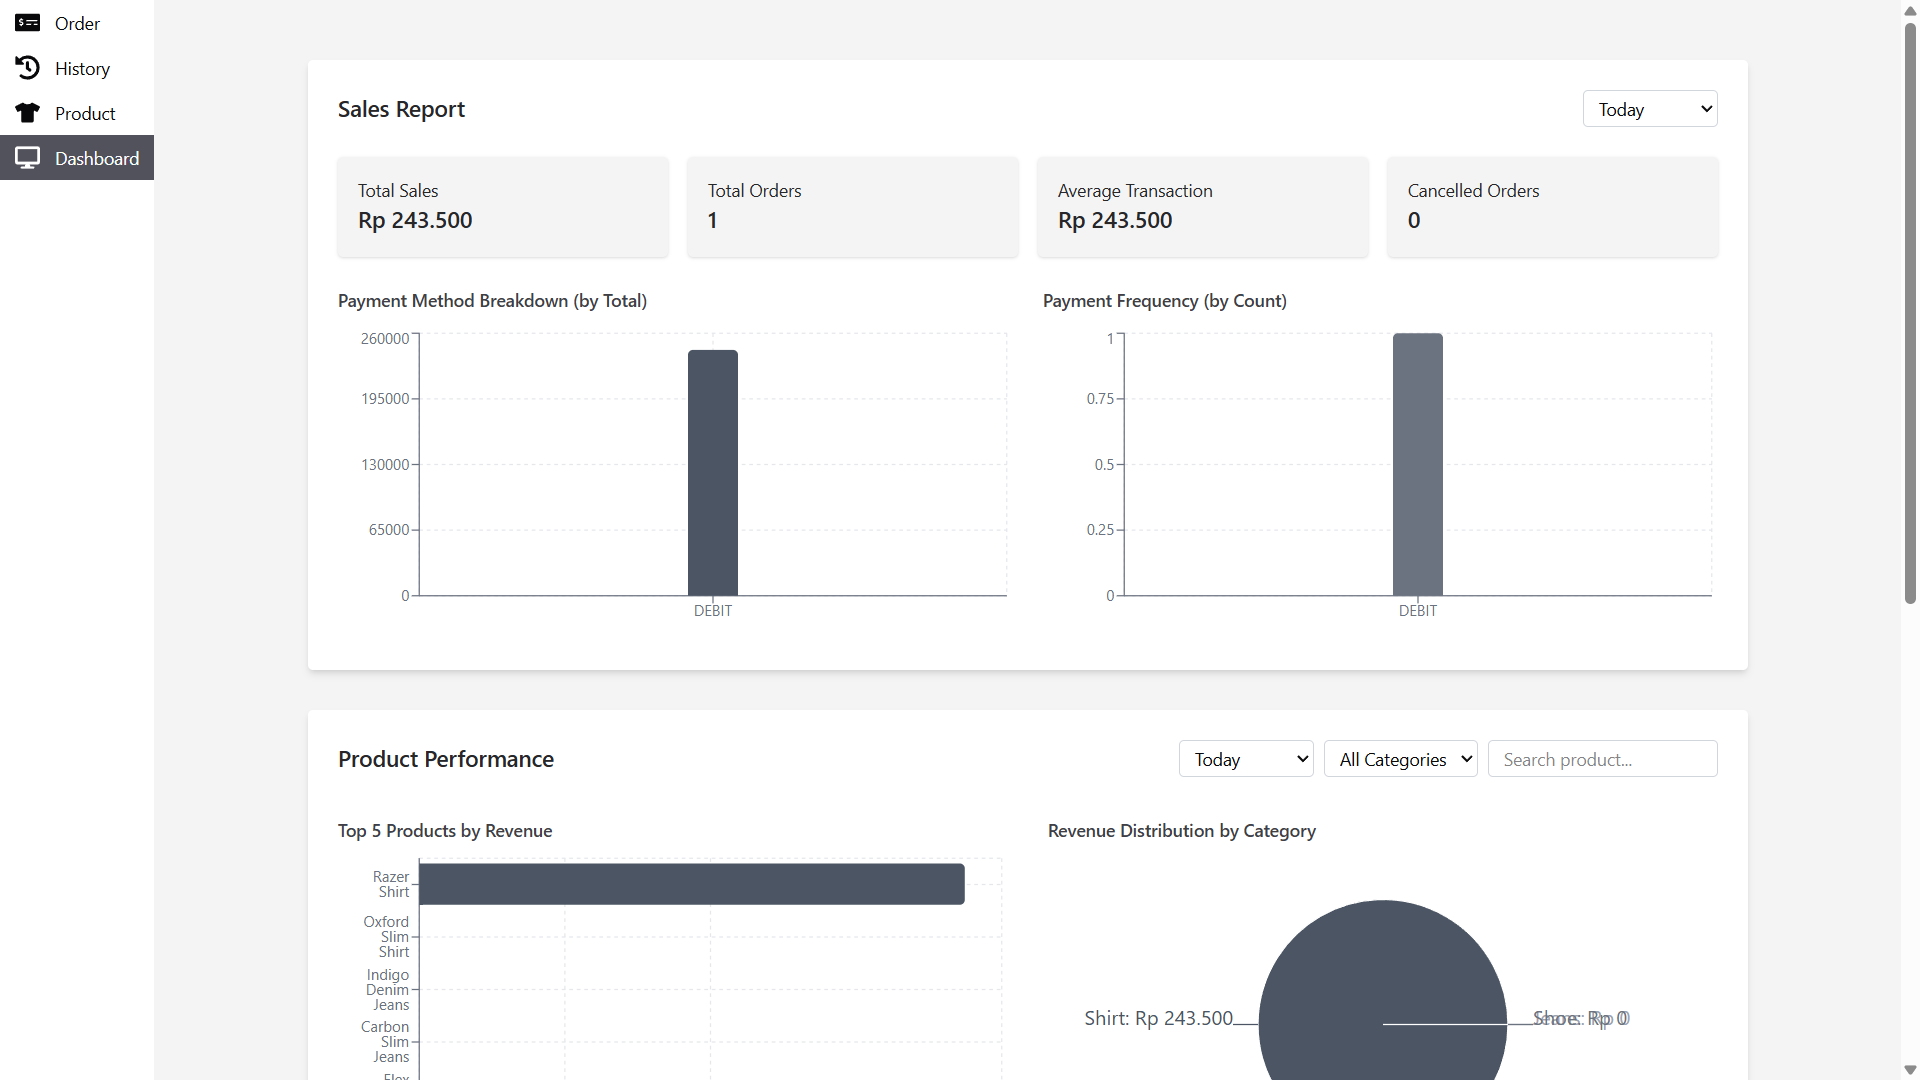 Order
History
Product
Dashboard
Sales Report
Today
Total Sales
Rp 243.500
Total Orders
1
Average Transaction
Rp 243.500
Cancelled Orders
0
Payment Method Breakdown (by Total)
260000
195000
130000
65000
0
DEBIT
Payment Frequency (by Count)
1
0.75
0.5
0.25
0
DEBIT
Product Performance
Today
All Categories
Search product...
Top 5 Products by Revenue
Razer
Shirt
Oxford
Slim
Shirt
Indigo
Denim
Jeans
Carbon
Slim
Jeans
Flex
Revenue Distribution by Category
Shirt: Rp 243.500
Shoe: Rp 0